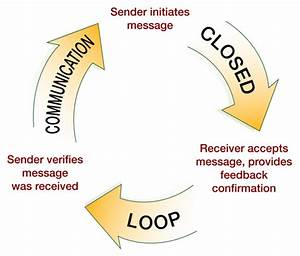 Sender initiates
message
CLOSED
Receiver accepts
message, provides
feedback
confirmation
LOOP
Sender verifies
message
was received
COMMUNICATION